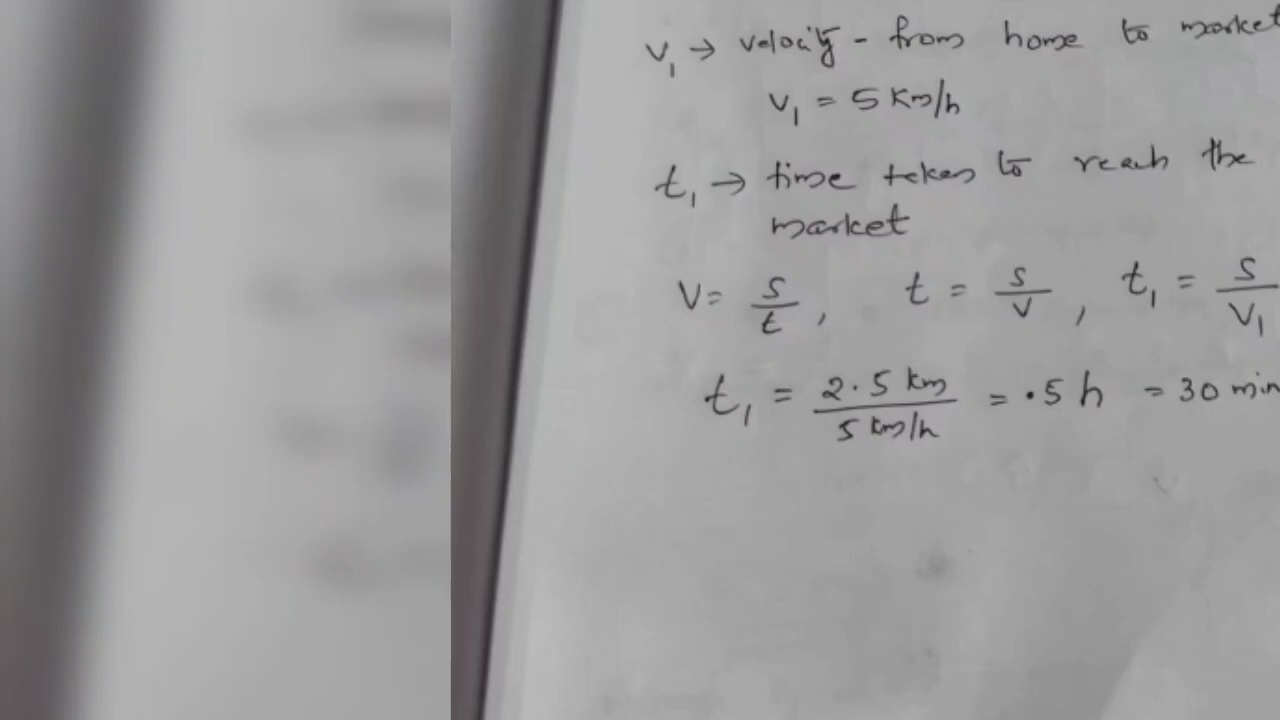 v₁ → velocity - from home to market
v₁ = 5 Km/h
t₁ → time taken to reach the
market
V = s/t , t = s/v , t₁ = s/v₁
t₁ = 2.5 km / 5 km/h = .5 h = 30 min